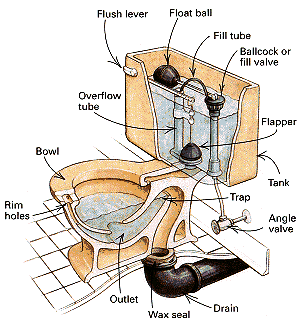 Flush lever
Float ball
Fill tube
Ballcock or
fill valve
Overflow
tube
Flapper
Bowl
Tank
Rim
holes
Trap
Angle
valve
Outlet
Wax seal
Drain